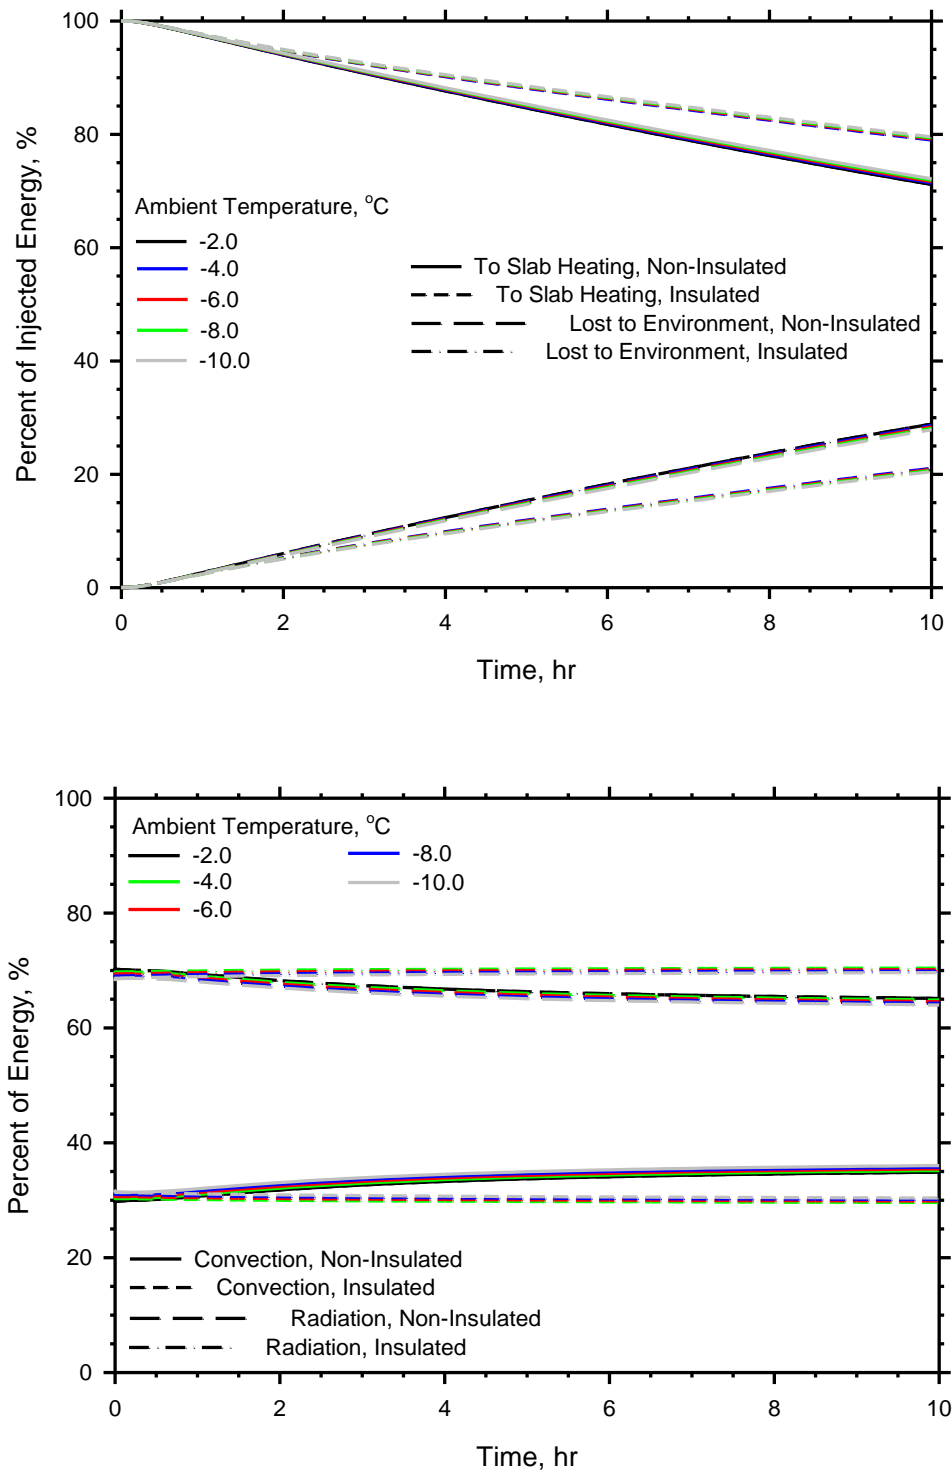 100
80
60
40
20
0
Percent of Injected Energy, %
Ambient Temperature, °C
-2.0
-4.0
-6.0
-8.0
-10.0
To Slab Heating, Non-Insulated
To Slab Heating, Insulated
Lost to Environment, Non-Insulated
Lost to Environment, Insulated
0 2 4 6 8 10
Time, hr
100
80
60
40
20
0
Percent of Energy, %
Ambient Temperature, °C
-2.0
-4.0
-6.0
-8.0
-10.0
Convection, Non-Insulated
Convection, Insulated
Radiation, Non-Insulated
Radiation, Insulated
0 2 4 6 8 10
Time, hr